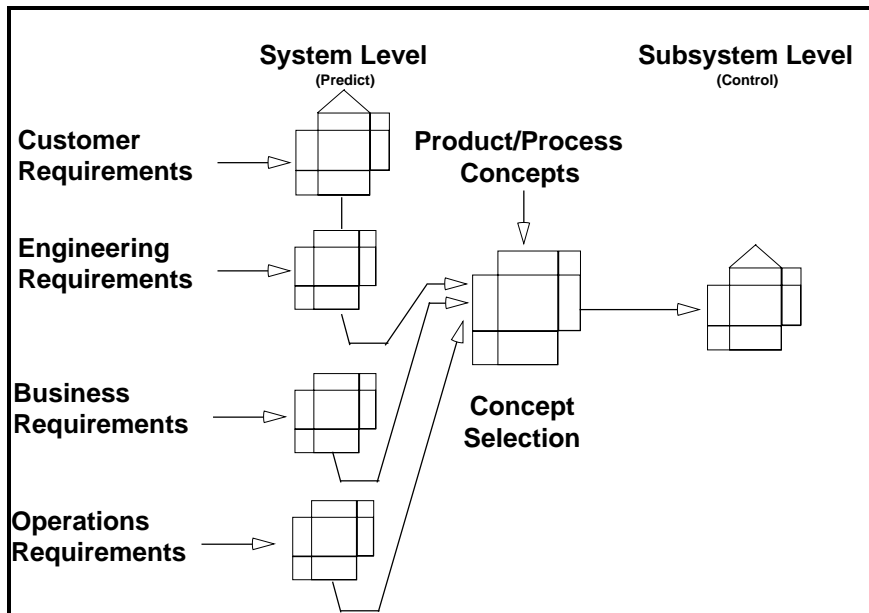 System Level
(Predict)
Subsystem Level
(Control)
Customer
Requirements
Product/Process
Concepts
Engineering
Requirements
Business
Requirements
Concept
Selection
Operations
Requirements